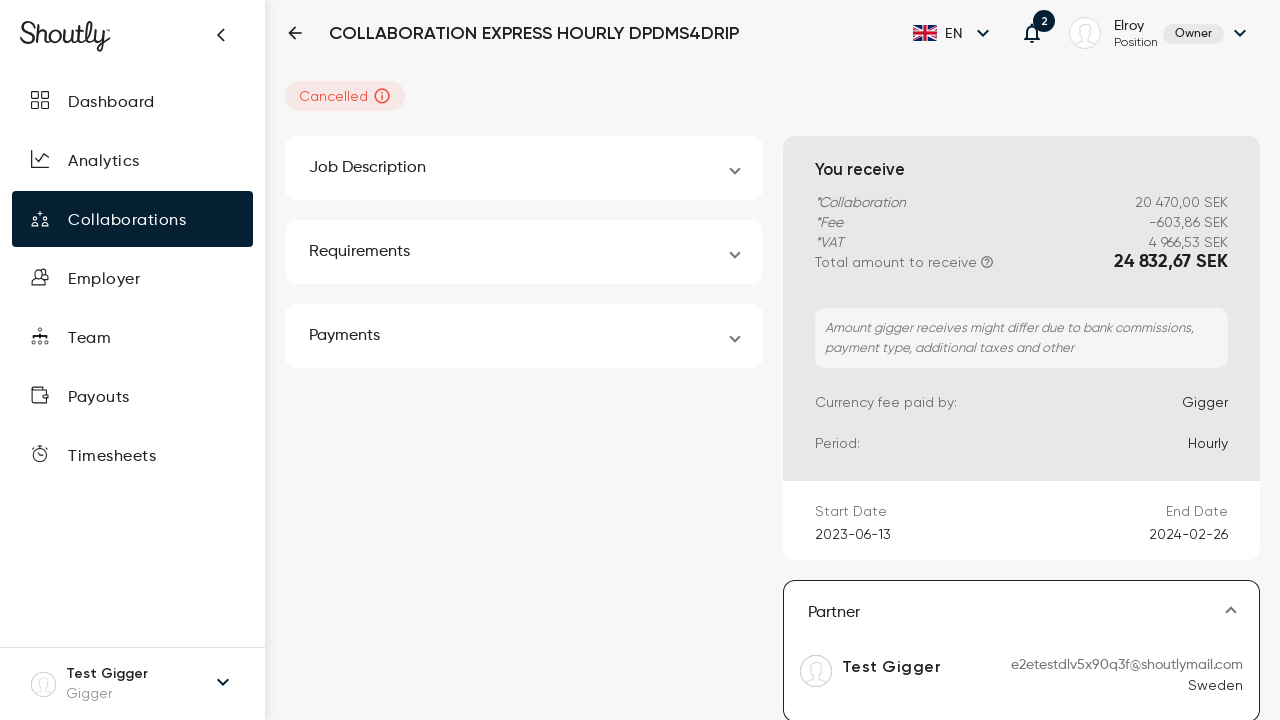 Shoutly
COLLABORATION EXPRESS HOURLY DPDMS4DRIP
EN
2
Elroy
Position
Owner
Dashboard
Analytics
Collaborations
Employer
Team
Payouts
Timesheets
Test Gigger
Gigger
Cancelled
Job Description
Requirements
Payments
You receive
*Collaboration 20 470,00 SEK
*Fee -603,86 SEK
*VAT 4 966,53 SEK
Total amount to receive 24 832,67 SEK
Amount gigger receives might differ due to bank commissions,
payment type, additional taxes and other
Currency fee paid by: Gigger
Period: Hourly
Start Date End Date
2023-06-13 2024-02-26
Partner
Test Gigger e2etestdlv5x90q3f@shoutlymail.com
Sweden